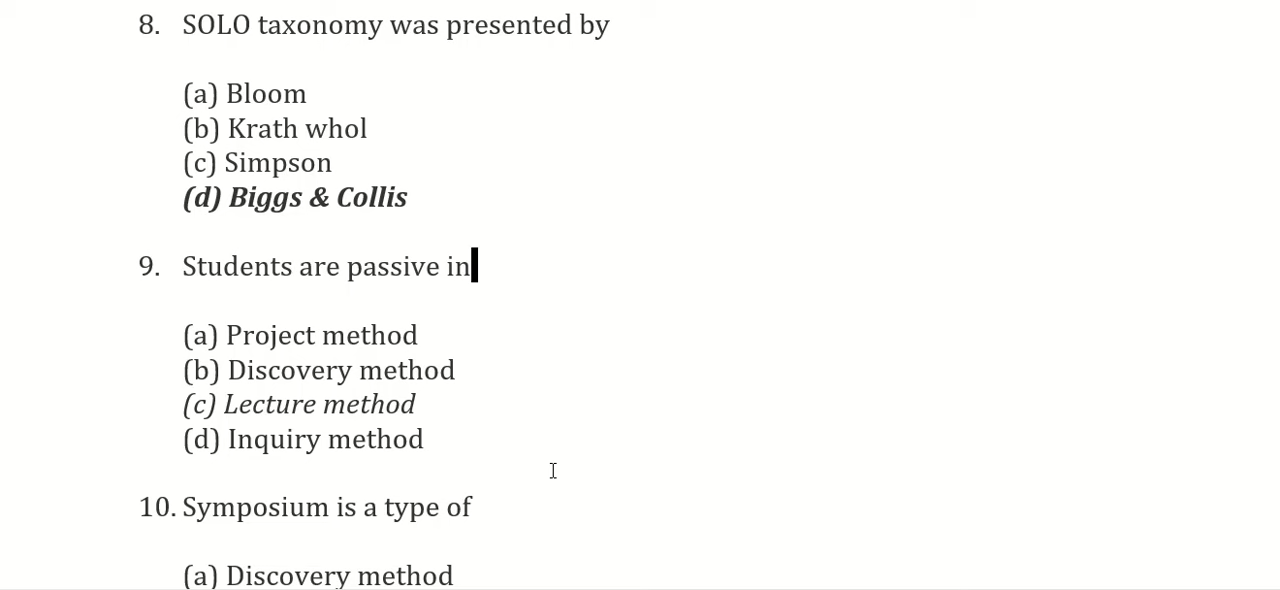 8. SOLO taxonomy was presented by
(a) Bloom
(b) Krath whol
(c) Simpson
(d) Biggs & Collis
9. Students are passive in
(a) Project method
(b) Discovery method
(c) Lecture method
(d) Inquiry method
10. Symposium is a type of
(a) Discovery method